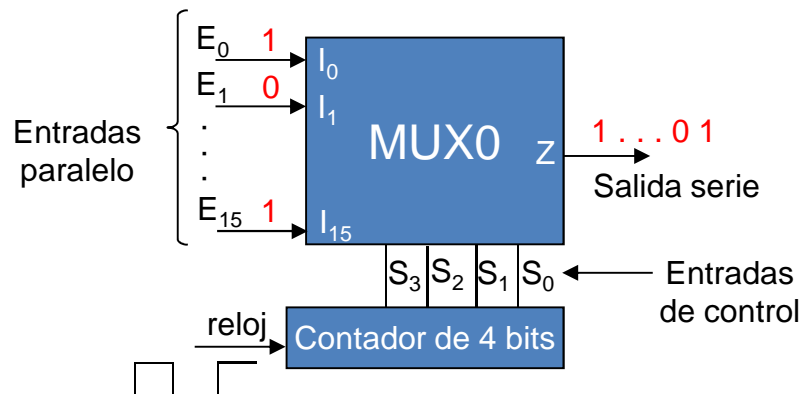 Entradas
paralelo
E0 1
E1 0
.
.
.
E15 1
I0
I1
I15
MUX0
Z
1 . . . 0 1
Salida serie
S3 S2 S1 S0
Entradas
de control
reloj
Contador de 4 bits